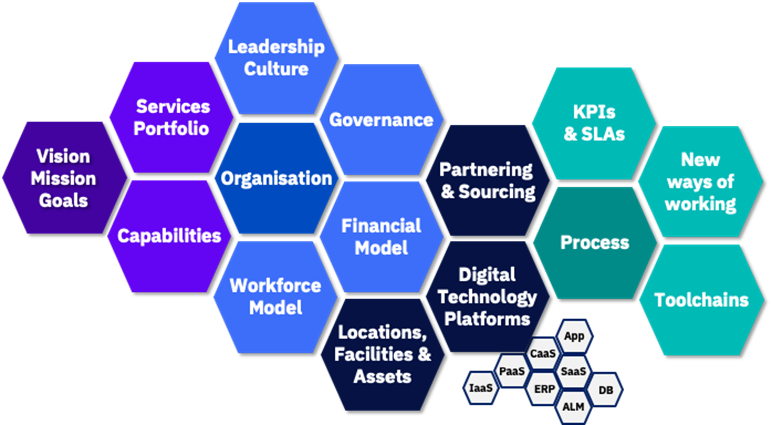 Vision
Mission
Goals
Services
Portfolio
Capabilities
Leadership
Culture
Organisation
Workforce
Model
Governance
Financial
Model
Locations,
Facilities &
Assets
Partnering
& Sourcing
Digital
Technology
Platforms
KPIs
& SLAs
Process
New
ways of
working
Toolchains
IaaS
PaaS
CaaS
ERP
App
SaaS
ALM
DB